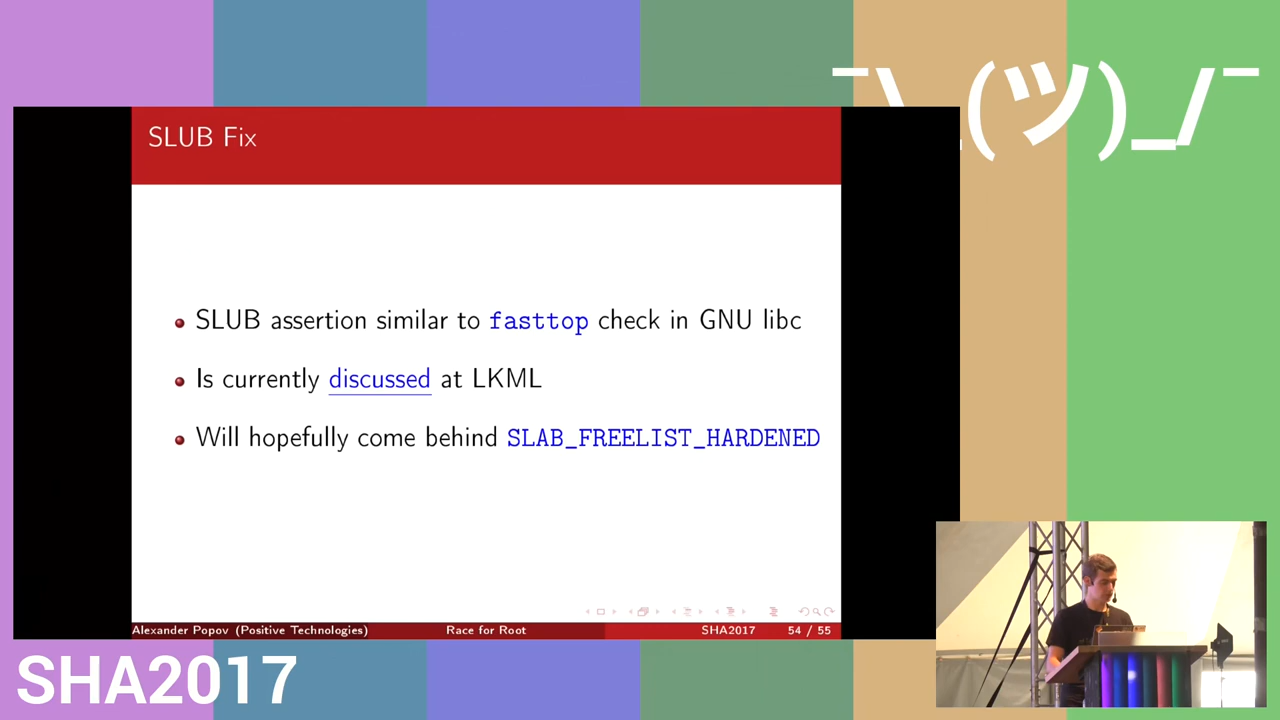 ¯\_(ツ)_/¯
SLUB Fix
SLUB assertion similar to fasttop check in GNU libc
Is currently discussed at LKML
Will hopefully come behind SLAB_FREELIST_HARDENED
Alexander Popov (Positive Technologies) Race for Root SHA2017 54 / 55
SHA2017